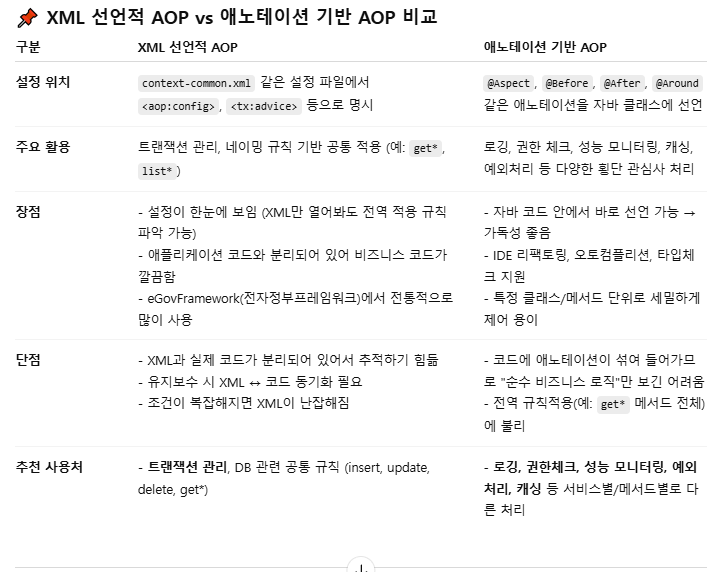 📌 XML 선언적 AOP vs 애노테이션 기반 AOP 비교
구분 XML 선언적 AOP 애노테이션 기반 AOP
설정 위치
context-common.xml 같은 설정 파일에서
<aop:config>, <tx:advice> 등으로 명시
@Aspect, @Before, @After, @Around
같은 애노테이션을 자바 클래스에 선언
주요 활용
트랜잭션 관리, 네이밍 규칙 기반 공통 적용 (예: get*,
list*)
로깅, 권한 체크, 성능 모니터링, 캐싱,
예외처리 등 다양한 횡단 관심사 처리
장점
- 설정이 한눈에 보임 (XML만 열어봐도 전역 적용 규칙
파악 가능)
- 애플리케이션 코드와 분리되어 있어 비즈니스 코드가
깔끔함
- eGovFramework(전자정부프레임워크)에서 전통적으로
많이 사용
- 자바 코드 안에서 바로 선언 가능 →
가독성 좋음
- IDE 리팩토링, 오토컴플리션, 타입체
크 지원
- 특정 클래스/메서드 단위로 세밀하게
제어 용이
단점
- XML과 실제 코드가 분리되어 있어서 추적하기 힘듦
- 유지보수 시 XML ↔ 코드 동기화 필요
- 조건이 복잡해지면 XML이 난잡해짐
- 코드에 애노테이션이 섞여 들어가므
로 "순수 비즈니스 로직"만 보긴 어려움
- 전역 규칙적용(예: get* 메서드 전체)
에 불리
추천 사용처
- 트랜잭션 관리, DB 관련 공통 규칙 (insert, update,
delete, get*)
- 로깅, 권한체크, 성능 모니터링, 예외
처리, 캐싱 등 서비스별/메서드별로 다
른 처리